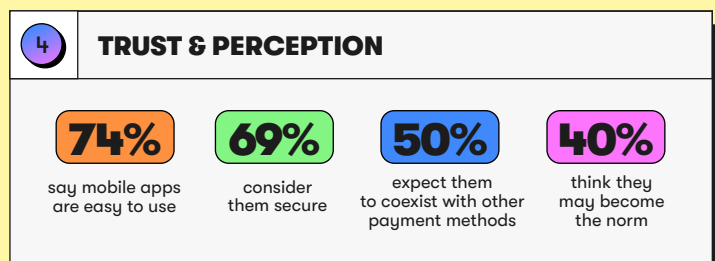 4
TRUST & PERCEPTION
74%
say mobile apps
are easy to use
69%
consider
them secure
50%
expect them
to coexist with other
payment methods
40%
think they
may become
the norm